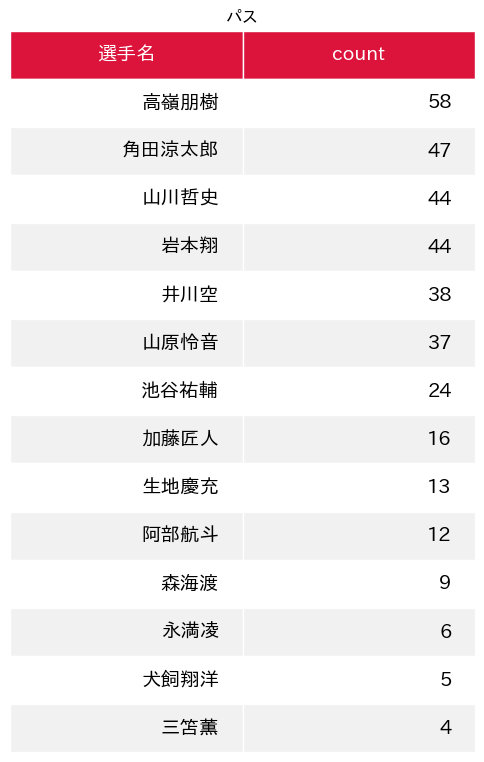 パス
選手名 count
高嶺朋樹 58
角田涼太郎 47
山川哲史 44
岩本翔 44
井川空 38
山原怜音 37
池谷祐輔 24
加藤匠人 16
生地慶充 13
阿部航斗 12
森海渡 9
永満凌 6
犬飼翔洋 5
三笘薫 4